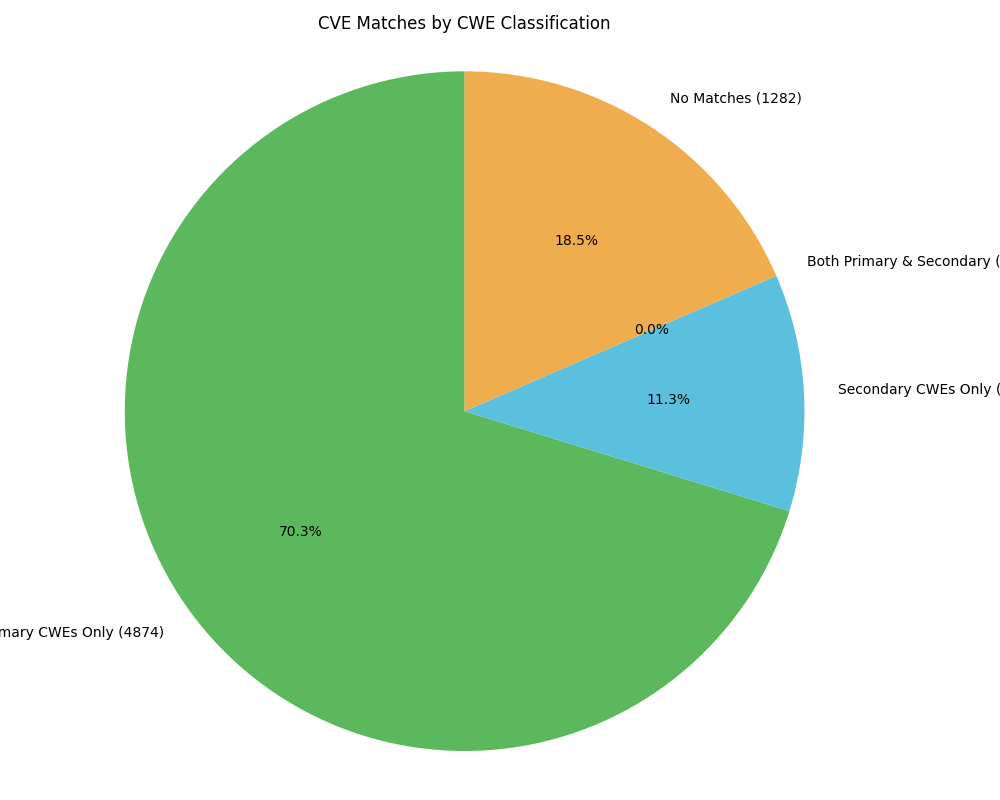 CVE Matches by CWE Classification
No Matches (1282)
18.5%
Both Primary & Secondary (
0.0%
Secondary CWEs Only (
11.3%
70.3%
mary CWEs Only (4874)